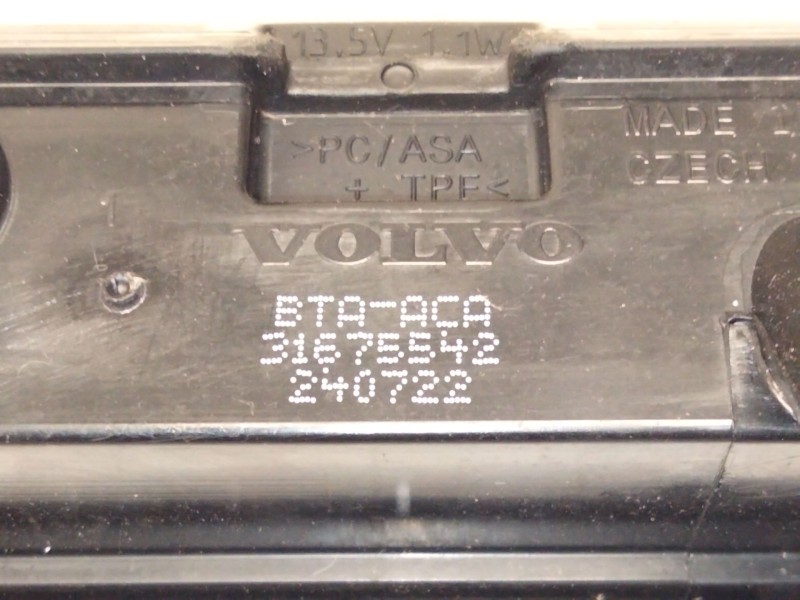 13.5V 1.1W
>PC/ASA
+ TPE<
MADE
CZECH
VOLVO
BTA-ACA
31675542
240722